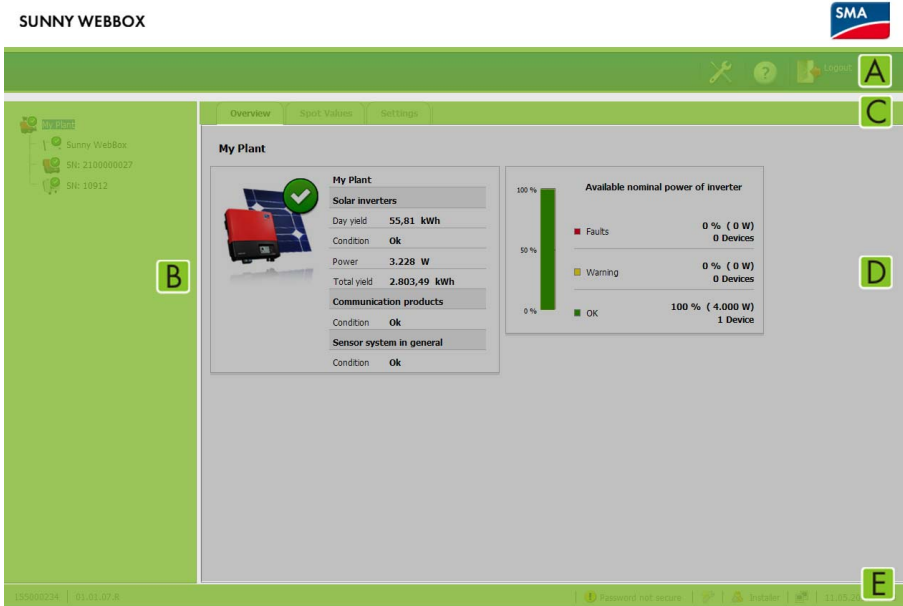 SUNNY WEBBOX
SMA
Logout
A
Overview
Spot Values
Settings
C
My Plant
Sunny WebBox
SN: 2100000027
SN: 10912
B
My Plant
My Plant
Solar inverters
Day yield 55,81 kWh
Condition Ok
Power 3.228 W
Total yield 2.803,49 kWh
Communication products
Condition Ok
Sensor system in general
Condition Ok
Available nominal power of inverter
100 %
50 %
0 %
Faults 0 % ( 0 W)
0 Devices
Warning 0 % ( 0 W)
0 Devices
OK 100 % ( 4.000 W)
1 Device
D
155000224 | 01.01.07.R
Password not secure
Installer
E